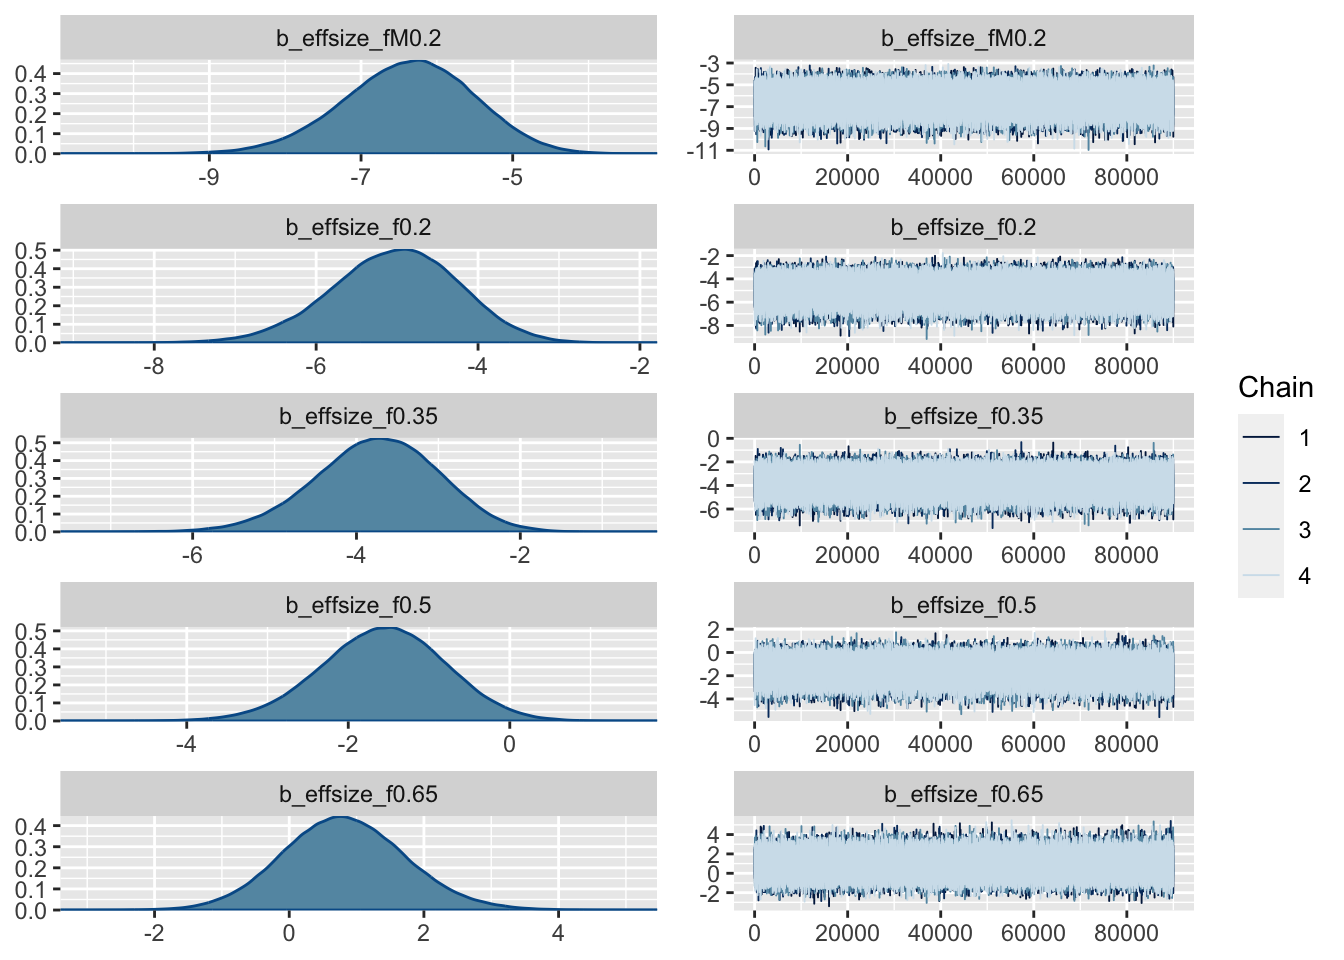 b_effsize_fM0.2
0.4
0.3
0.2
0.1
0.0
-9 -7 -5
b_effsize_fM0.2
-3
-5
-7
-9
-11
0 20000 40000 60000 80000
b_effsize_f0.2
0.5
0.4
0.3
0.2
0.1
0.0
-8 -6 -4 -2
b_effsize_f0.2
-2
-4
-6
-8
0 20000 40000 60000 80000
b_effsize_f0.35
0.5
0.4
0.3
0.2
0.1
0.0
-6 -4 -2
b_effsize_f0.35
0
-2
-4
-6
0 20000 40000 60000 80000
b_effsize_f0.5
0.5
0.4
0.3
0.2
0.1
0.0
-4 -2 0
b_effsize_f0.5
2
0
-2
-4
0 20000 40000 60000 80000
b_effsize_f0.65
0.4
0.3
0.2
0.1
0.0
-2 0 2 4
b_effsize_f0.65
4
2
0
-2
0 20000 40000 60000 80000
Chain
1
2
3
4